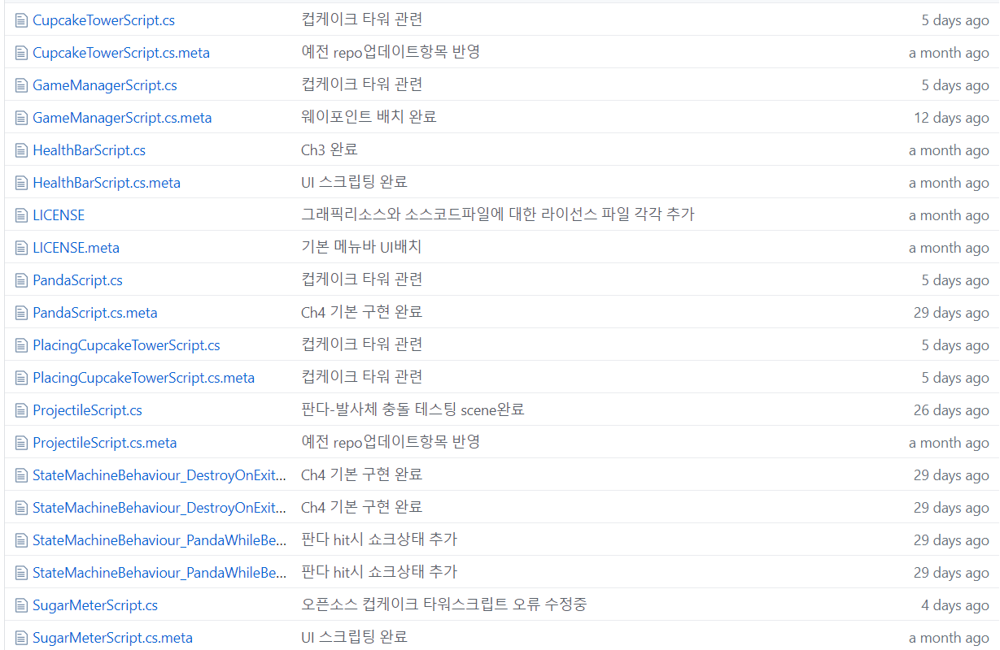 CupcakeTowerScript.cs 컵케이크 타워 관련 5 days ago
CupcakeTowerScript.cs.meta 예전 repo업데이트항목 반영 a month ago
GameManagerScript.cs 컵케이크 타워 관련 5 days ago
GameManagerScript.cs.meta 웨이포인트 배치 완료 12 days ago
HealthBarScript.cs Ch3 완료 a month ago
HealthBarScript.cs.meta UI 스크립팅 완료 a month ago
LICENSE 그래픽리소스와 소스코드파일에 대한 라이선스 파일 각각 추가 a month ago
LICENSE.meta 기본 메뉴바 UI배치 a month ago
PandaScript.cs 컵케이크 타워 관련 5 days ago
PandaScript.cs.meta Ch4 기본 구현 완료 29 days ago
PlacingCupcakeTowerScript.cs 컵케이크 타워 관련 5 days ago
PlacingCupcakeTowerScript.cs.meta 컵케이크 타워 관련 5 days ago
ProjectileScript.cs 판다-발사체 충돌 테스팅 scene완료 26 days ago
ProjectileScript.cs.meta 예전 repo업데이트항목 반영 a month ago
StateMachineBehaviour_DestroyOnExit... Ch4 기본 구현 완료 29 days ago
StateMachineBehaviour_DestroyOnExit... Ch4 기본 구현 완료 29 days ago
StateMachineBehaviour_PandaWhileBe... 판다 hit시 쇼크상태 추가 29 days ago
StateMachineBehaviour_PandaWhileBe... 판다 hit시 쇼크상태 추가 29 days ago
SugarMeterScript.cs 오픈소스 컵케이크 타워스크립트 오류 수정중 4 days ago
SugarMeterScript.cs.meta UI 스크립팅 완료 a month ago